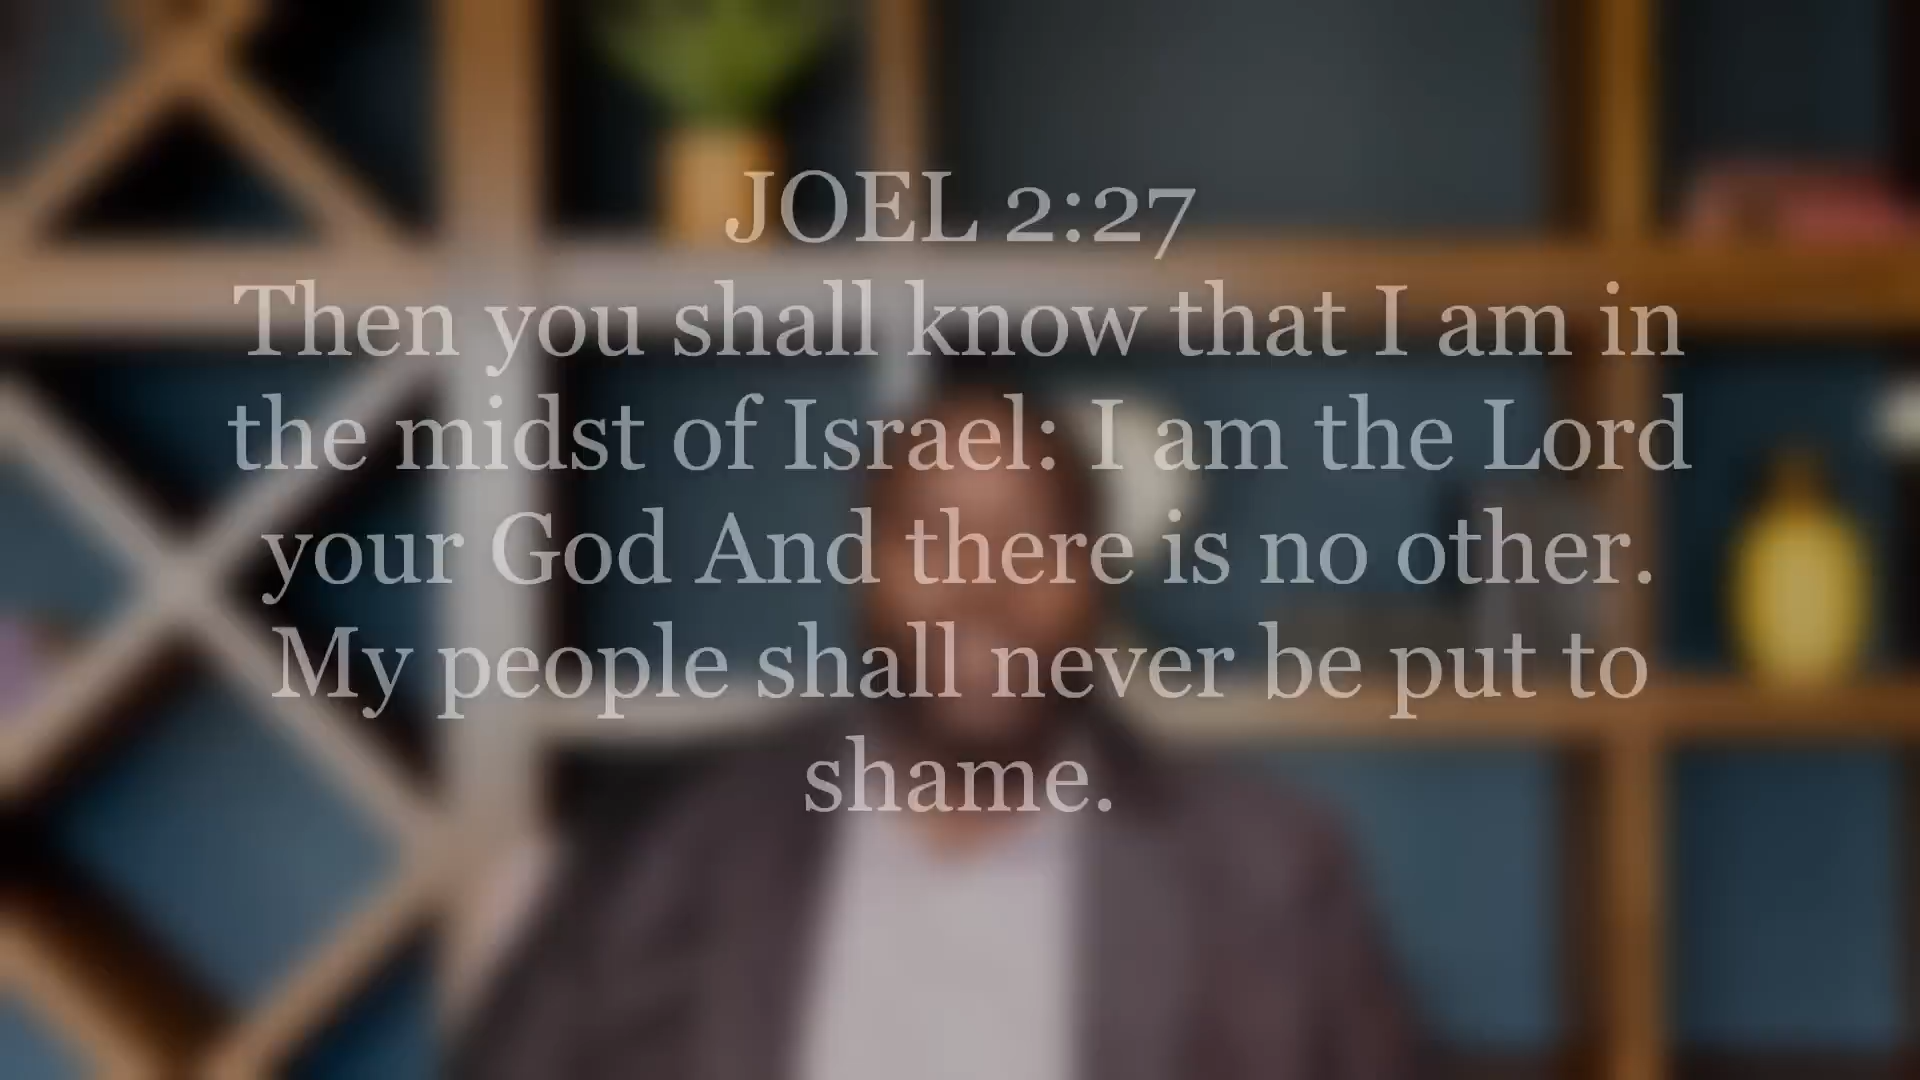 JOEL 2:27
Then you shall know that I am in
the midst of Israel: I am the Lord
your God And there is no other.
My people shall never be put to
shame.